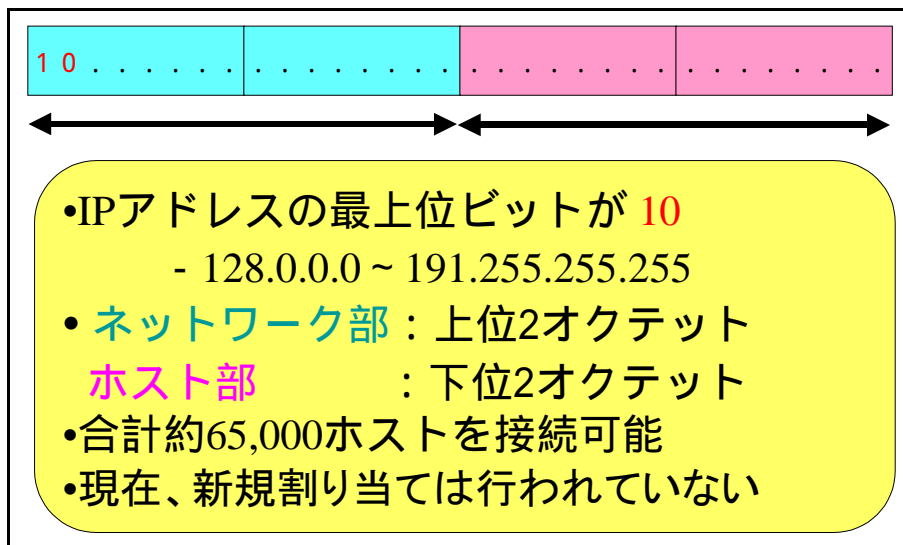 10......................　.......
•IPアドレスの最上位ビットが 10
- 128.0.0.0 ~ 191.255.255.255
• ネットワーク部：上位2オクテット
ホスト部　　　：下位2オクテット
•合計約65,000ホストを接続可能
•現在、新規割り当ては行われていない